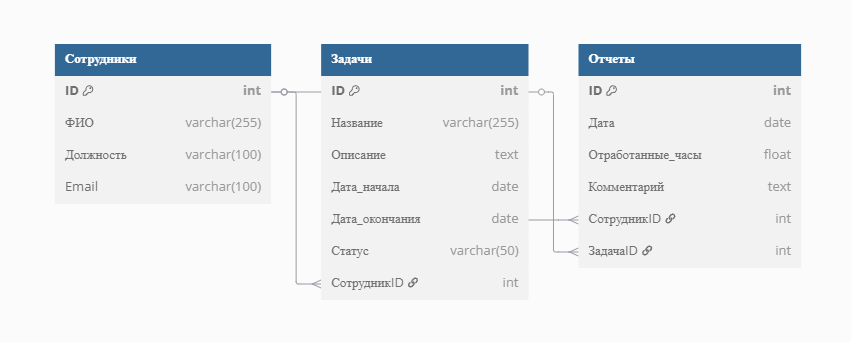 Сотрудники
ID int
ФИО varchar(255)
Должность varchar(100)
Email varchar(100)
Задачи
ID int
Название varchar(255)
Описание text
Дата_начала date
Дата_окончания date
Статус varchar(50)
СотрудникID int
Отчеты
ID int
Дата date
Отработанные_часы float
Комментарий text
СотрудникID int
ЗадачаID int